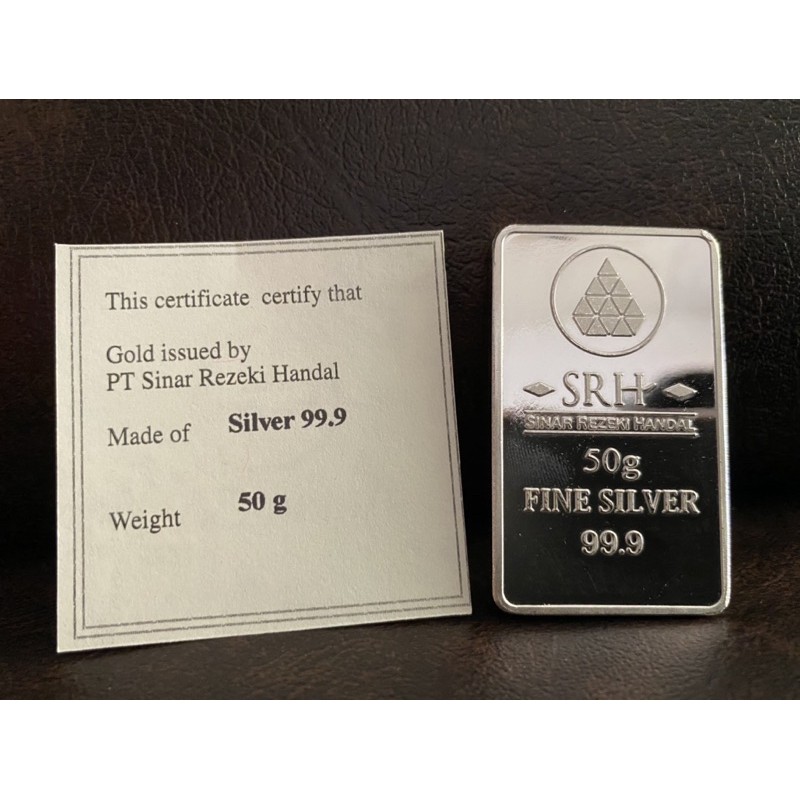 This certificate certify that
Gold issued by
PT Sinar Rezeki Handal
Made of Silver 99.9
Weight 50 g
SRH
SINAR REZEKI HANDAL
50g
FINE SILVER
99.9